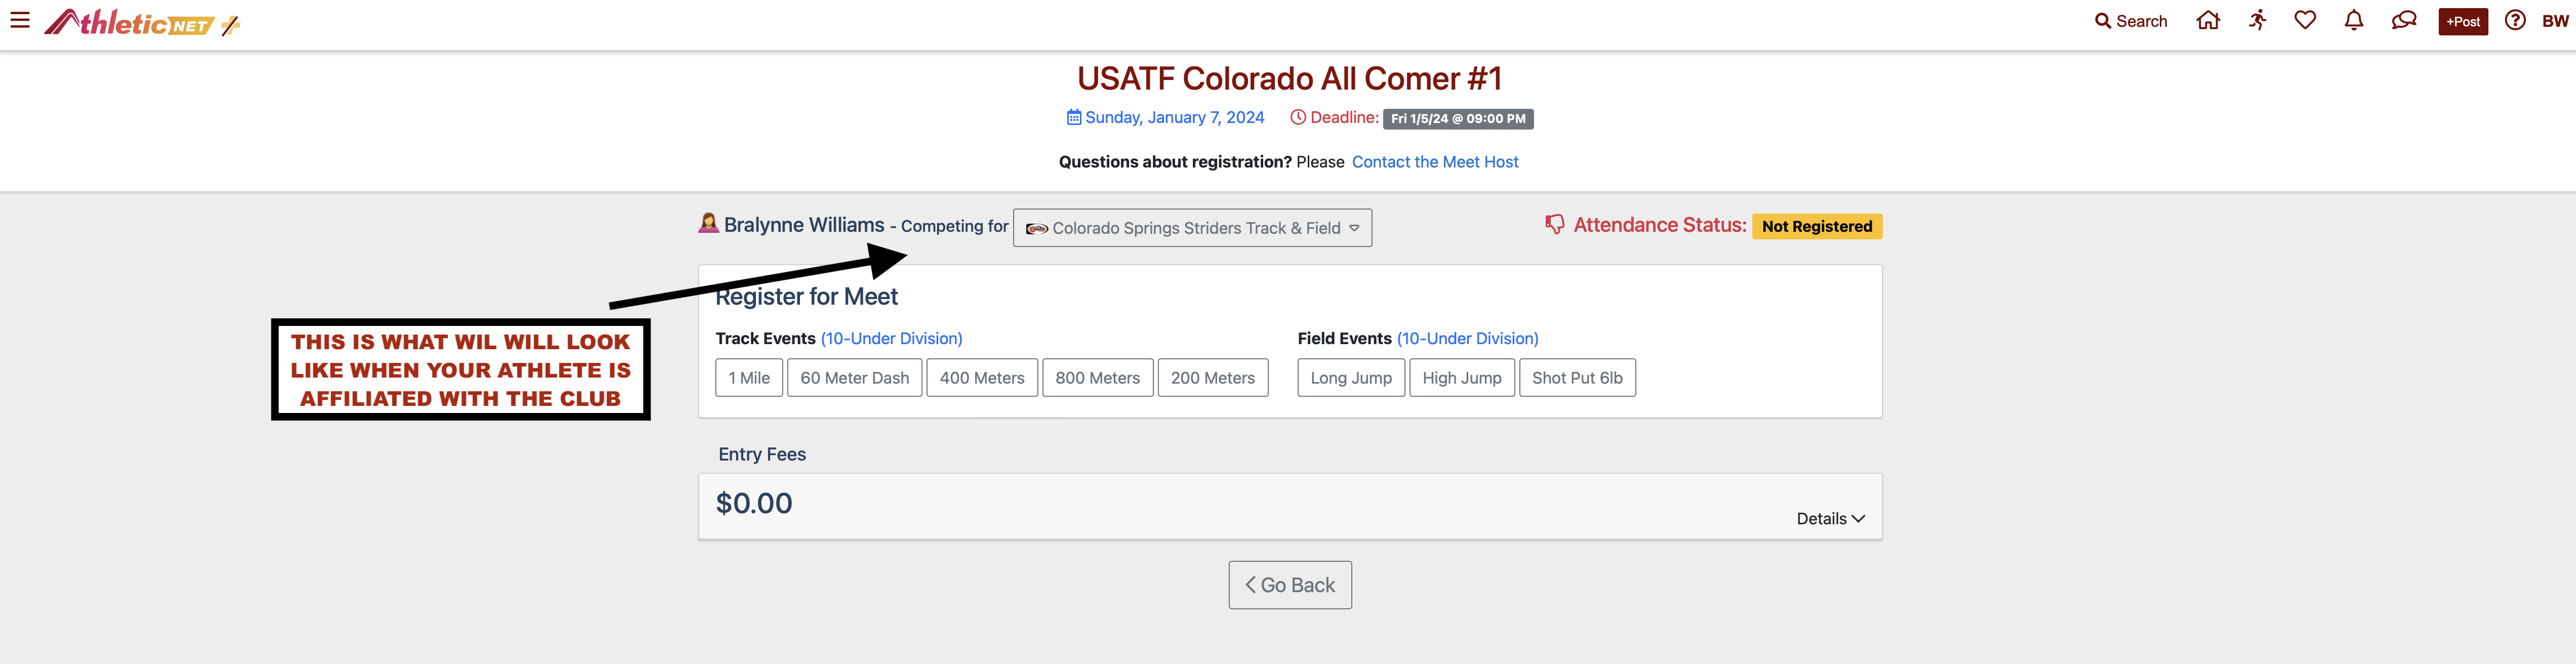 Athletic NET +
Search
+Post
BW
USATF Colorado All Comer #1
Sunday, January 7, 2024 Deadline: Fri 1/5/24 @ 09:00 PM
Questions about registration? Please Contact the Meet Host
Bralynne Williams - Competing for Colorado Springs Striders Track & Field
Attendance Status: Not Registered
Register for Meet
THIS IS WHAT WIL WILL LOOK
LIKE WHEN YOUR ATHLETE IS
AFFILIATED WITH THE CLUB
Track Events (10-Under Division)
1 Mile 60 Meter Dash 400 Meters 800 Meters 200 Meters
Field Events (10-Under Division)
Long Jump High Jump Shot Put 6lb
Entry Fees
$0.00
Details
Go Back